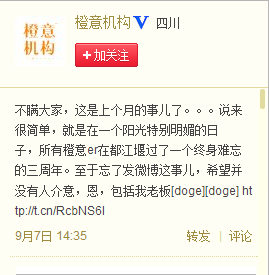 橙意
机构
橙意机构 V 四川
+加关注
不瞒大家，这是上个月的事儿了。。。说来
很简单，就是在一个阳光特别明媚的日
子，所有橙意er在都江堰过了一个终身难忘
的三周年。至于忘了发微博这事儿，希望并
没有人介意，恩，包括我老板[doge][doge] ht
tp://t.cn/RcbNS6l
9月7日 14:35 转发 | 评论